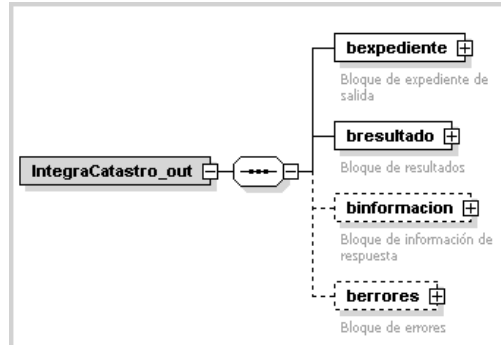 bexpediente
Bloque de expediente de
salida
bresultado
Bloque de resultados
IntegraCatastro_out
binformacion
Bloque de información de
respuesta
berrores
Bloque de errores